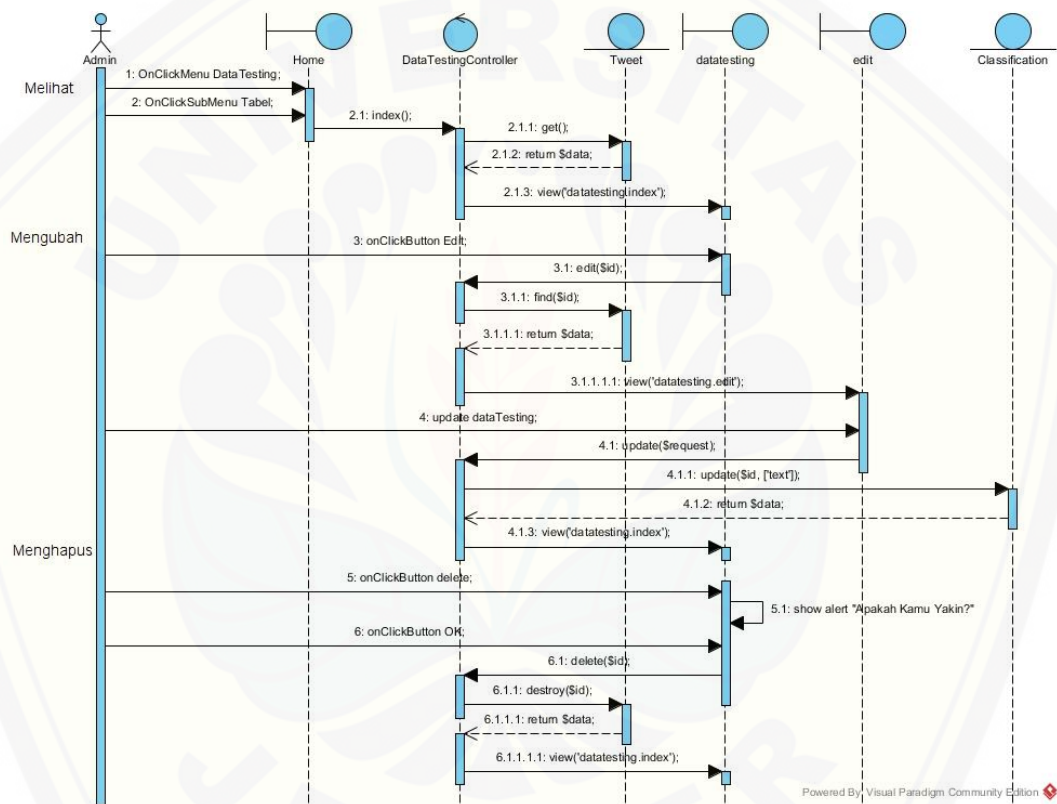 Admin
Home
DataTestingController
Tweet
datatesting
edit
Classification
Melihat
1: OnClickMenu DataTesting;
2: OnClickSubMenu Tabel;
2.1: index();
2.1.1: get();
2.1.2: return $data;
2.1.3: view('datatesting.index');
Mengubah
3: onClickButton Edit;
3.1: edit($id);
3.1.1: find($id);
3.1.1.1: return $data;
3.1.1.1.1: view('datatesting.edit');
4: update dataTesting;
4.1: update($request);
4.1.1: update($id, ['text']);
4.1.2: return $data;
4.1.3: view('datatesting.index');
Menghapus
5: onClickButton delete;
5.1: show alert "Apakah Kamu Yakin?"
6: onClickButton OK;
6.1: delete($id);
6.1.1: destroy($id);
6.1.1.1: return $data;
6.1.1.1.1: view('datatesting.index');
UNIVERSITAS
JEMBER
Powered By Visual Paradigm Community Edition